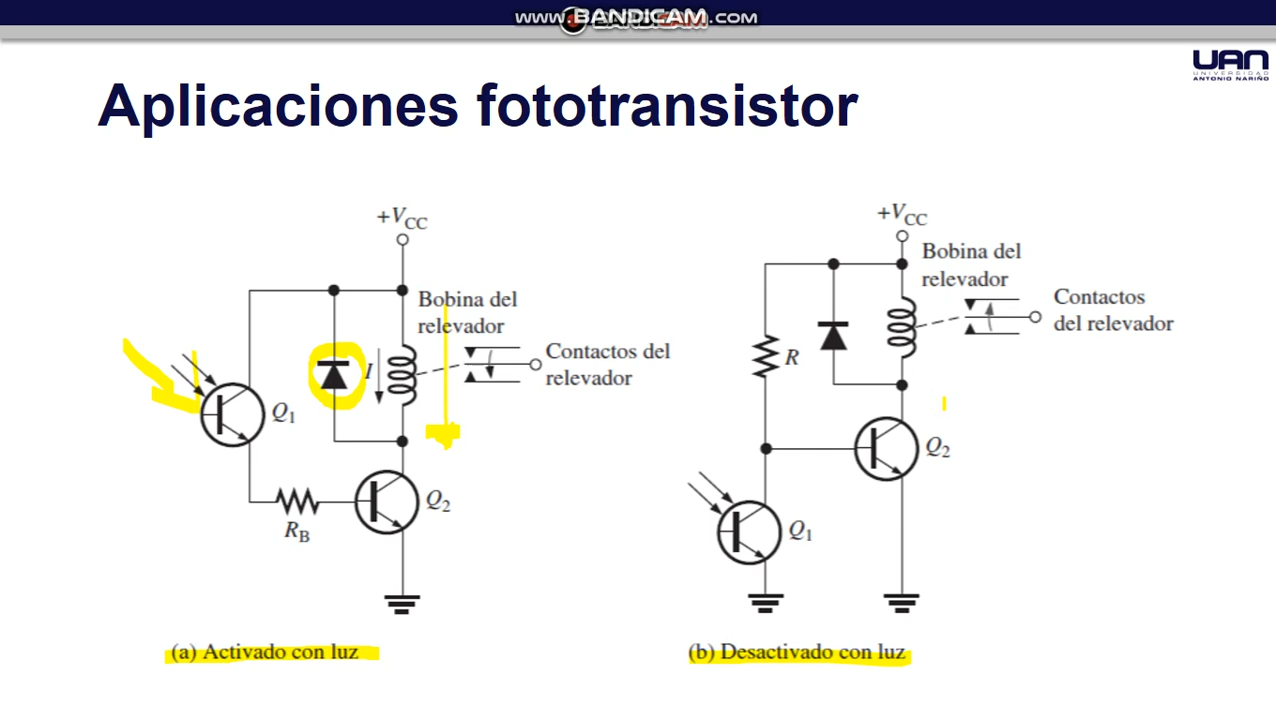 WWW.BANDICAM.COM
UAN
UNIVERSIDAD
ANTONIO NARIÑO
Aplicaciones fototransistor
+VCC
Bobina del
relevador
I
Contactos del
relevador
Q1
RB
Q2
(a) Activado con luz
+VCC
Bobina del
relevador
Contactos
del relevador
R
Q2
Q1
(b) Desactivado con luz